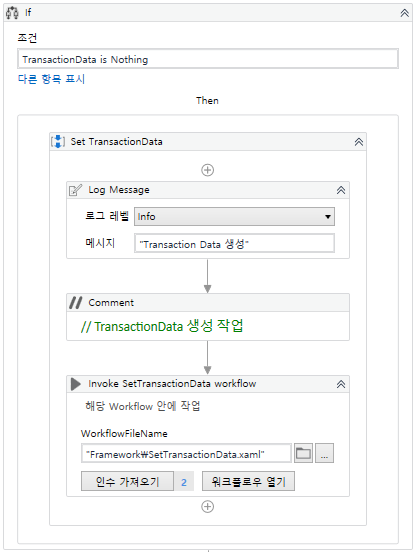 If
조건
TransactionData is Nothing
다른 항목 표시
Then
Set TransactionData
Log Message
로그 레벨 Info
메시지 "Transaction Data 생성"
Comment
// TransactionData 생성 작업
Invoke SetTransactionData workflow
해당 Workflow 안에 작업
WorkflowFileName
"Framework₩SetTransactionData.xaml" ...
인수 가져오기 2 워크플로우 열기